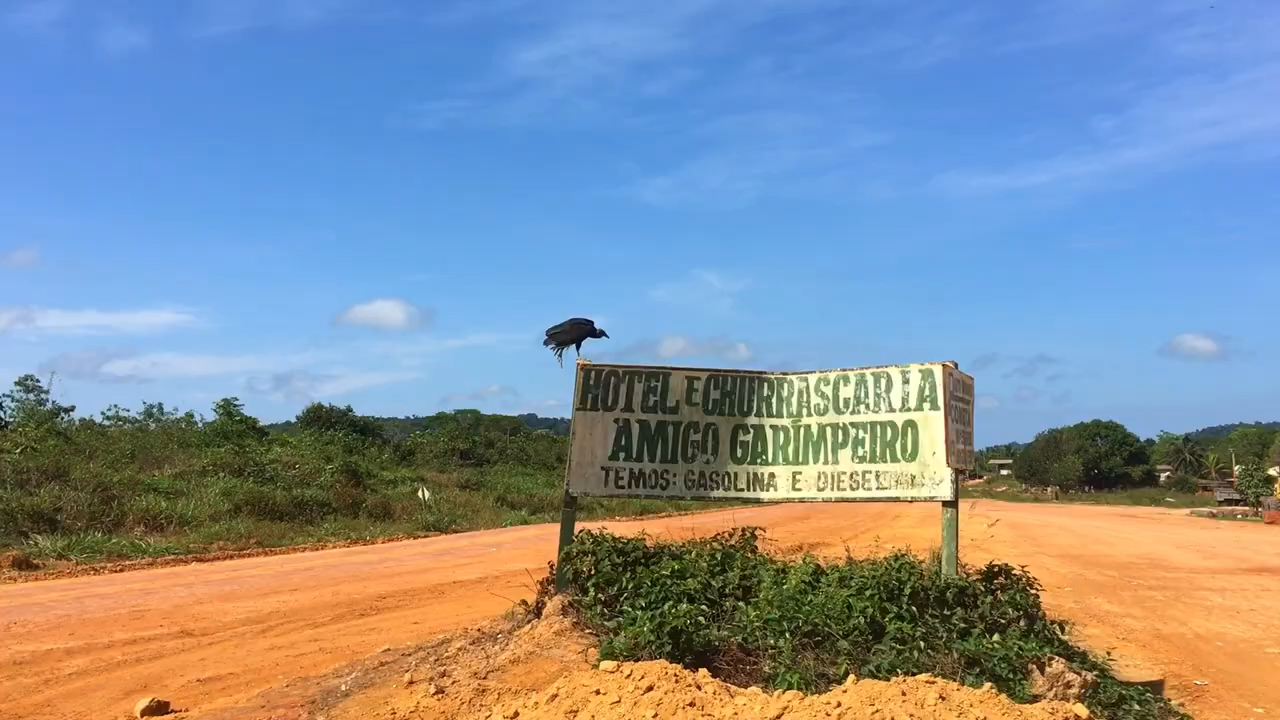 HOTEL E CHURRASCARIA
AMIGO GARIMPEIRO
TEMOS: GASOLINA E DIESEL